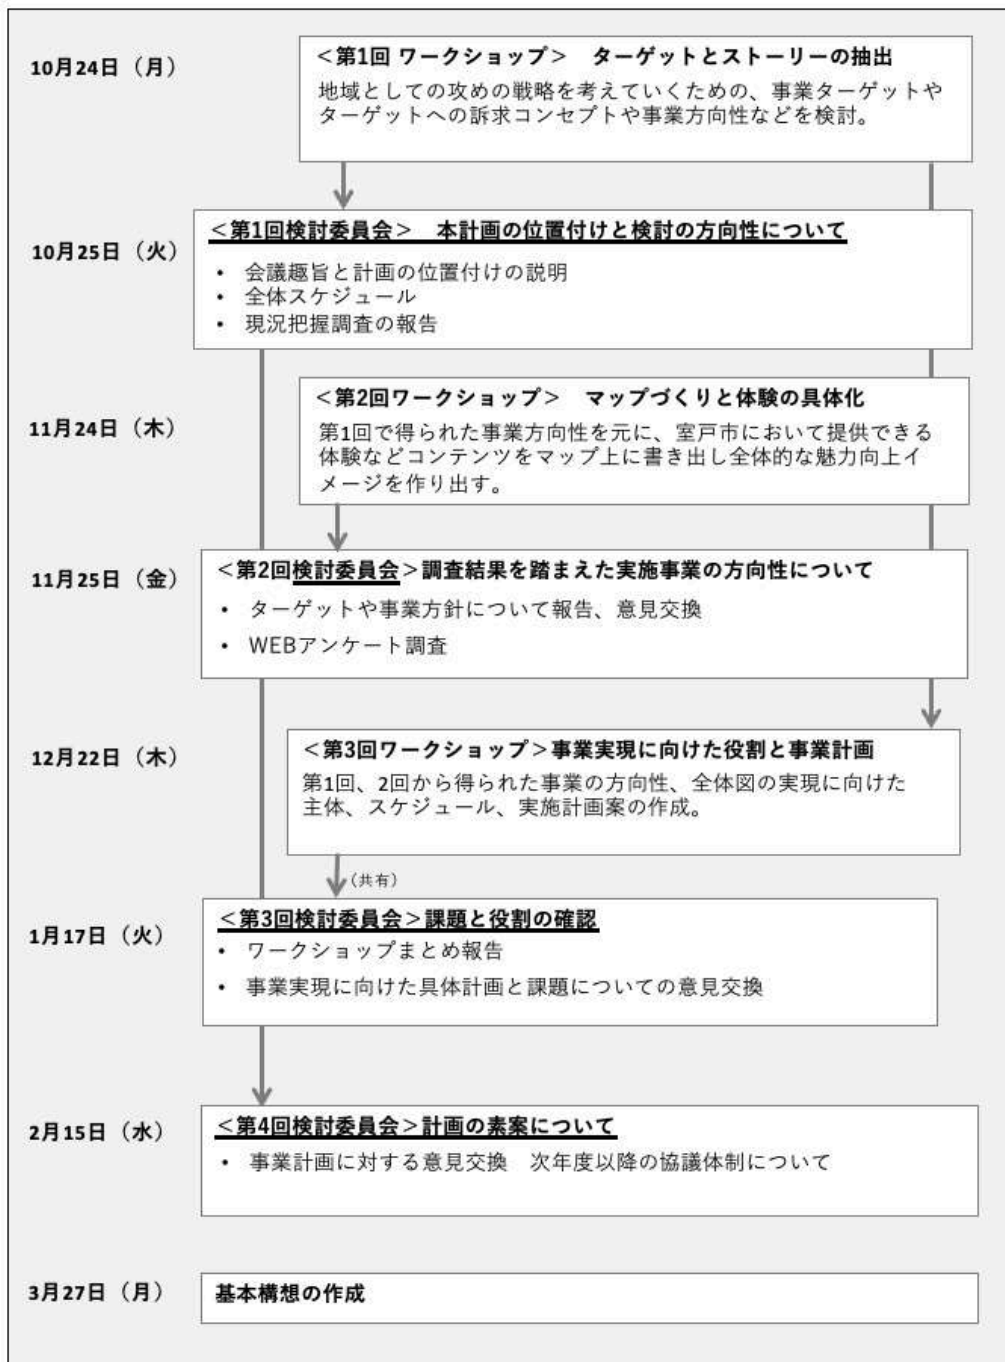 10月24日（月）
＜第1回 ワークショップ＞　ターゲットとストーリーの抽出
地域としての攻めの戦略を考えていくための、事業ターゲットや
ターゲットへの訴求コンセプトや事業方向性などを検討。
10月25日（火）
＜第1回検討委員会＞　本計画の位置付けと検討の方向性について
• 会議趣旨と計画の位置付けの説明
• 全体スケジュール
• 現況把握調査の報告
11月24日（木）
＜第2回ワークショップ＞　マップづくりと体験の具体化
第1回で得られた事業方向性を元に、室戸市において提供できる
体験などコンテンツをマップ上に書き出し全体的な魅力向上イ
メージを作り出す。
11月25日（金）
＜第2回検討委員会＞調査結果を踏まえた実施事業の方向性について
• ターゲットや事業方針について報告、意見交換
• WEBアンケート調査
12月22日（木）
＜第3回ワークショップ＞事業実現に向けた役割と事業計画
第1回、2回から得られた事業の方向性、全体図の実現に向けた
主体、スケジュール、実施計画案の作成。
（共有）
1月17日（火）
＜第3回検討委員会＞課題と役割の確認
• ワークショップまとめ報告
• 事業実現に向けた具体計画と課題についての意見交換
2月15日（水）
＜第4回検討委員会＞計画の素案について
• 事業計画に対する意見交換　次年度以降の協議体制について
3月27日（月）
基本構想の作成